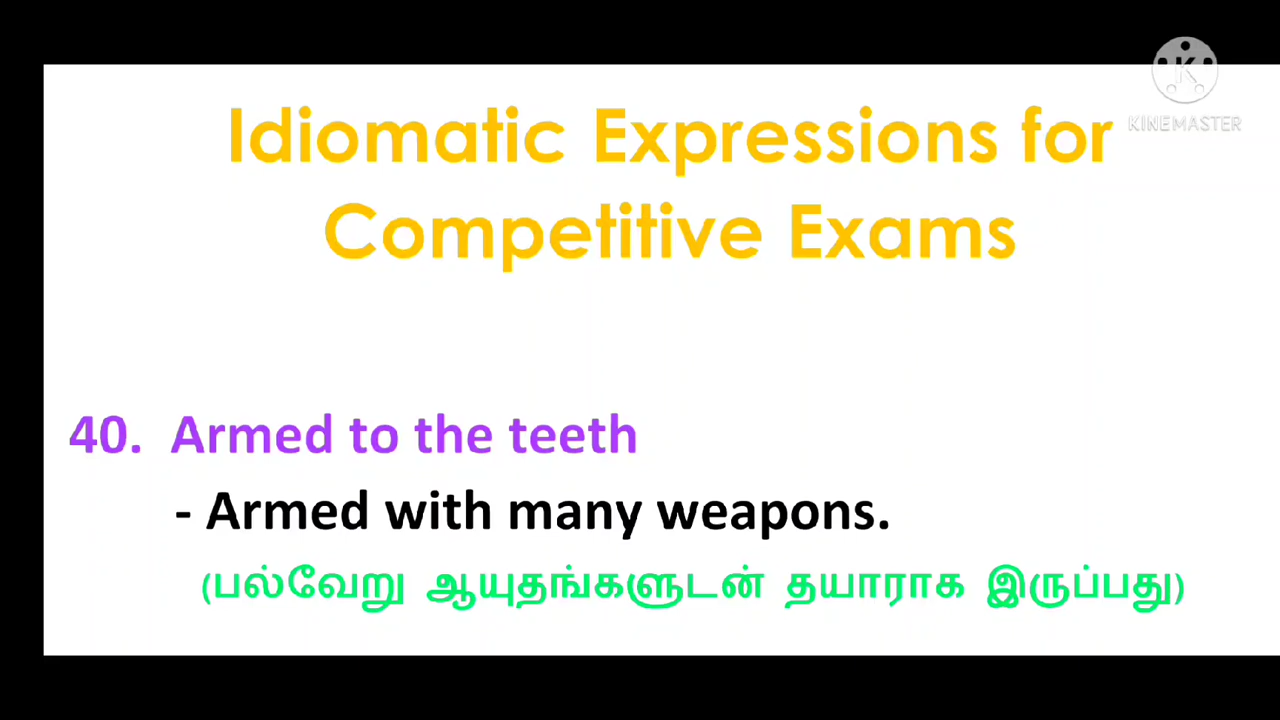 KINEMASTER
Idiomatic Expressions for
Competitive Exams
40. Armed to the teeth
- Armed with many weapons.
(பல்வேறு ஆயுதங்களுடன் தயாராக இருப்பது)